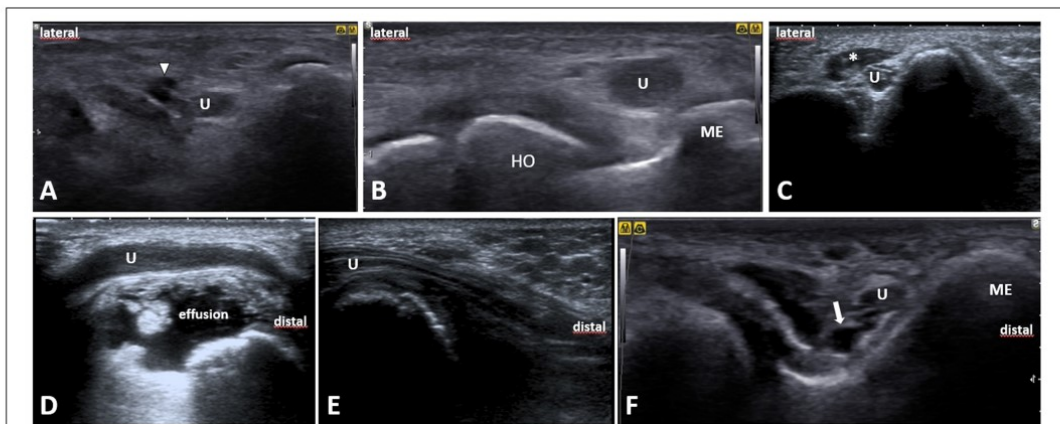 lateral
U
A
lateral
U
ME
HO
B
lateral
*
U
C
U
effusion
distal
D
U
distal
E
U
ME
distal
F